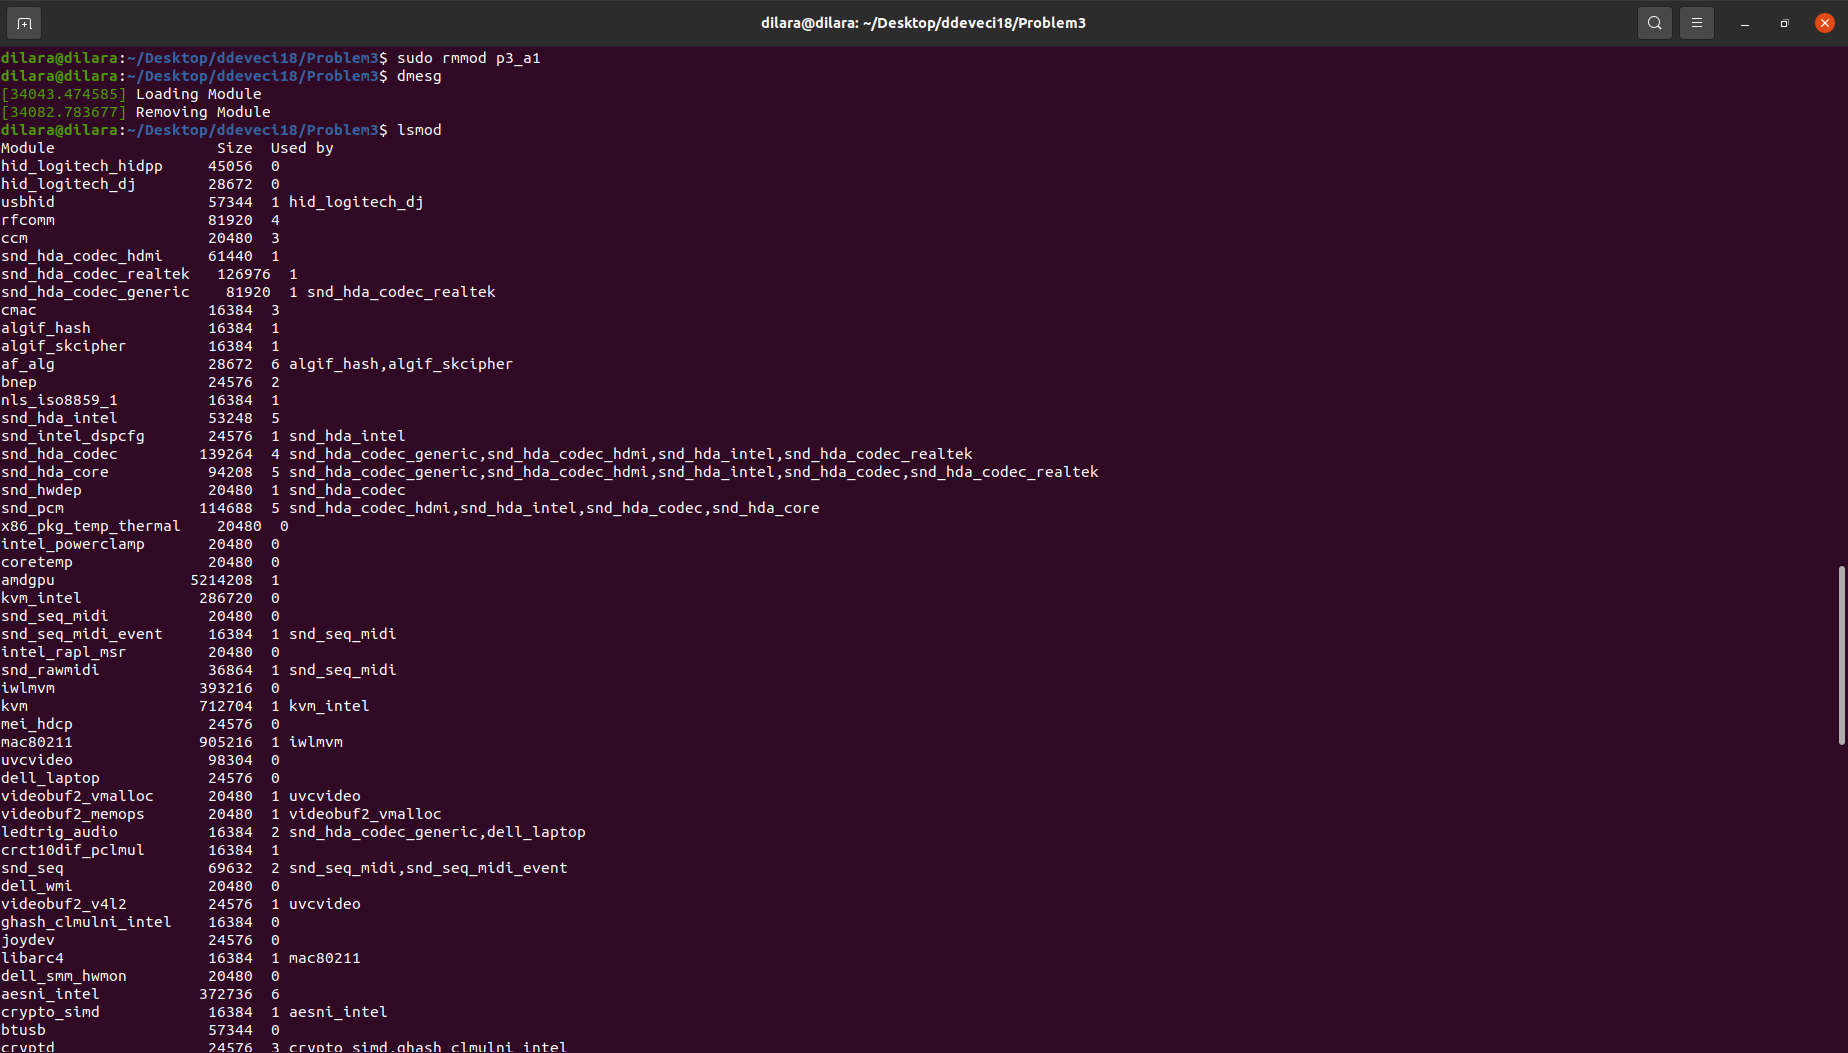 dilara@dilara: ~/Desktop/ddeveci18/Problem3
dilara@dilara:~/Desktop/ddeveci18/Problem3$ sudo rmmod p3_a1
dilara@dilara:~/Desktop/ddeveci18/Problem3$ dmesg
[34043.474585] Loading Module
[34082.783677] Removing Module
dilara@dilara:~/Desktop/ddeveci18/Problem3$ lsmod
Module                  Size  Used by
hid_logitech_hidpp     45056  0
hid_logitech_dj        28672  0
usbhid                 57344  1 hid_logitech_dj
rfcomm                 81920  4
ccm                    20480  3
snd_hda_codec_hdmi     61440  1
snd_hda_codec_realtek   126976  1
snd_hda_codec_generic    81920  1 snd_hda_codec_realtek
cmac                   16384  3
algif_hash             16384  1
algif_skcipher         16384  1
af_alg                 28672  6 algif_hash,algif_skcipher
bnep                   24576  2
nls_iso8859_1          16384  1
snd_hda_intel          53248  5
snd_intel_dspcfg       24576  1 snd_hda_intel
snd_hda_codec         139264  4 snd_hda_codec_generic,snd_hda_codec_hdmi,snd_hda_intel,snd_hda_codec_realtek
snd_hda_core           94208  5 snd_hda_codec_generic,snd_hda_codec_hdmi,snd_hda_intel,snd_hda_codec,snd_hda_codec_realtek
snd_hwdep              20480  1 snd_hda_codec
snd_pcm               114688  5 snd_hda_codec_hdmi,snd_hda_intel,snd_hda_codec,snd_hda_core
x86_pkg_temp_thermal    20480  0
intel_powerclamp       20480  0
coretemp               20480  0
amdgpu               5214208  1
kvm_intel             286720  0
snd_seq_midi           20480  0
snd_seq_midi_event     16384  1 snd_seq_midi
intel_rapl_msr         20480  0
snd_rawmidi            36864  1 snd_seq_midi
iwlmvm                393216  0
kvm                   712704  1 kvm_intel
mei_hdcp               24576  0
mac80211              905216  1 iwlmvm
uvcvideo               98304  0
dell_laptop            24576  0
videobuf2_vmalloc      20480  1 uvcvideo
videobuf2_memops       20480  1 videobuf2_vmalloc
ledtrig_audio          16384  2 snd_hda_codec_generic,dell_laptop
crct10dif_pclmul       16384  1
snd_seq                69632  2 snd_seq_midi,snd_seq_midi_event
dell_wmi               20480  0
videobuf2_v4l2         24576  1 uvcvideo
ghash_clmulni_intel    16384  0
joydev                 24576  0
libarc4                16384  1 mac80211
dell_smm_hwmon         20480  0
aesni_intel           372736  6
crypto_simd            16384  1 aesni_intel
btusb                  57344  0
cryptd                 24576  3 crypto_simd,ghash_clmulni_intel